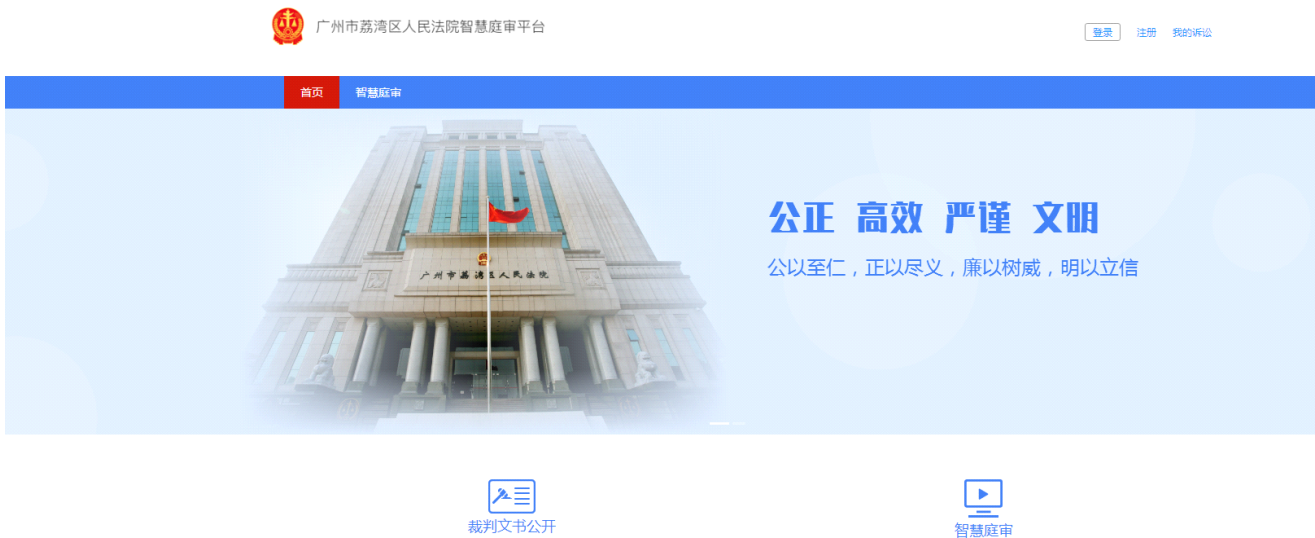 广州市荔湾区人民法院智慧庭审平台
登录 注册 我的诉讼
首页 智慧庭审
公正 高效 严谨 文明
公以至仁，正以尽义，廉以树威，明以立信
广州市荔湾区人民法院
裁判文书公开
智慧庭审